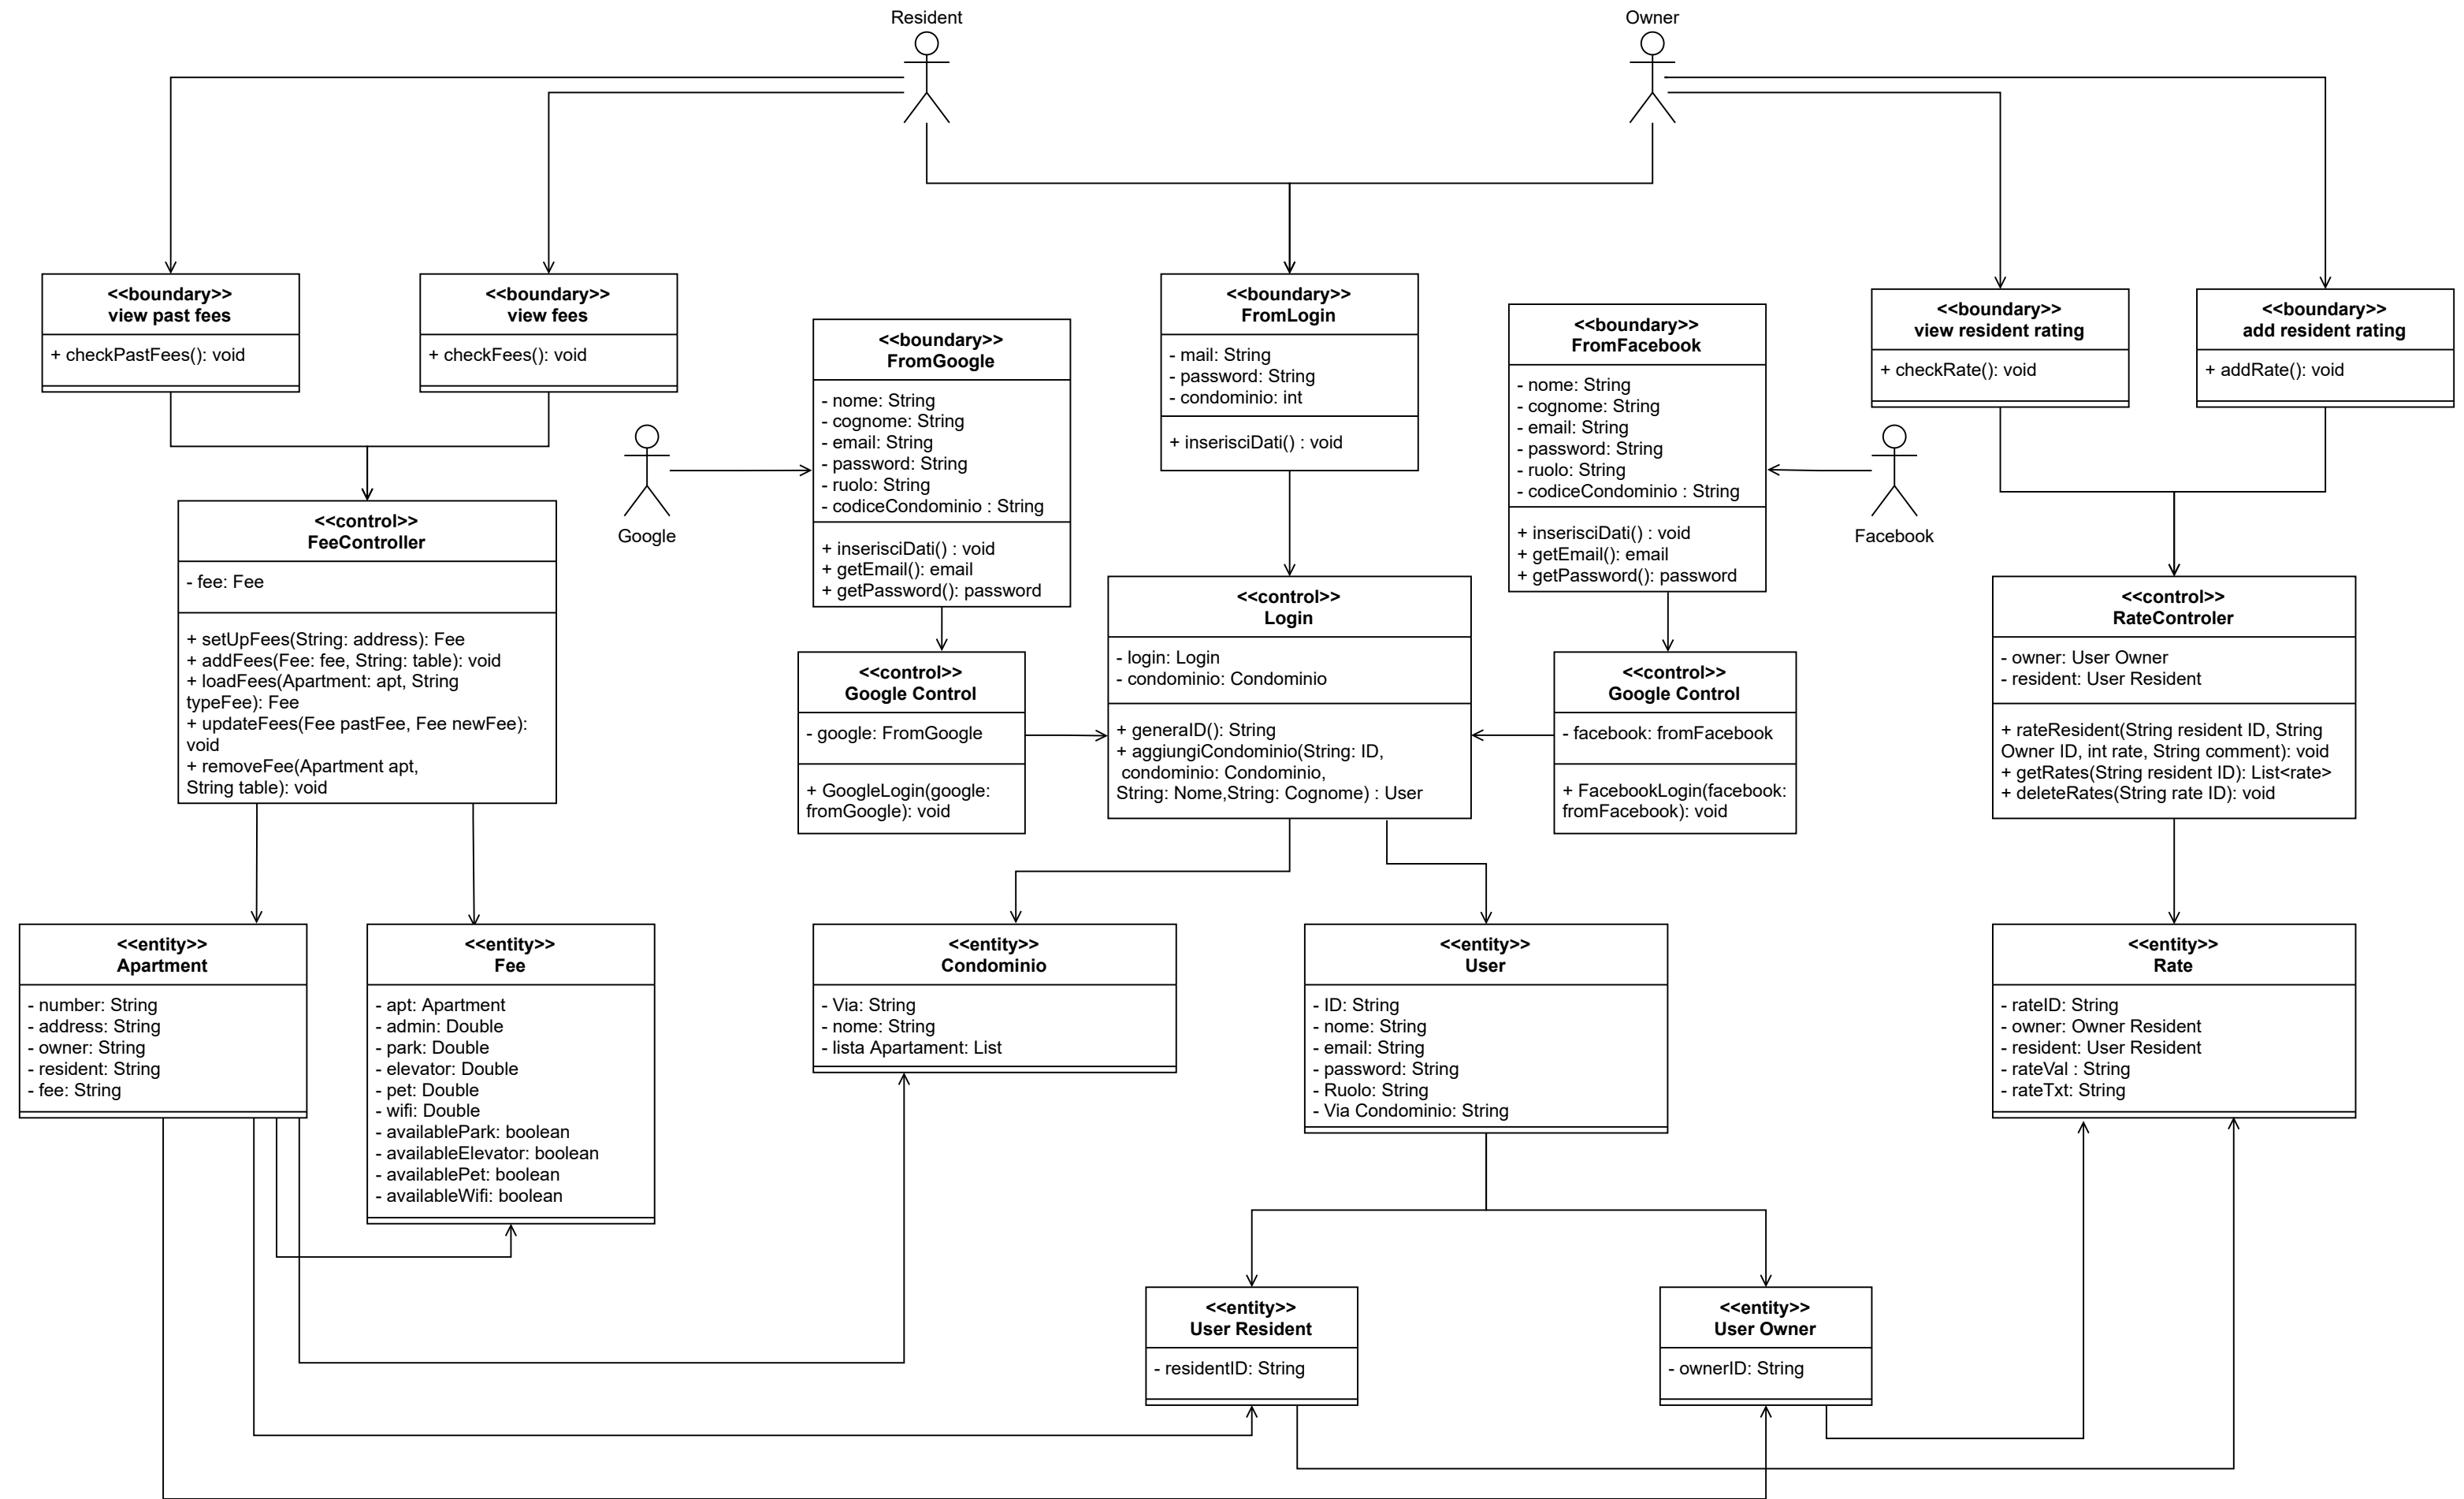 Resident
Owner
<<boundary>>
view past fees
+ checkPastFees(): void
<<boundary>>
view fees
+ checkFees(): void
<<boundary>>
FromGoogle
- nome: String
- cognome: String
- email: String
- password: String
- ruolo: String
- codiceCondominio : String
+ inserisciDati() : void
+ getEmail(): email
+ getPassword(): password
<<boundary>>
FromLogin
- mail: String
- password: String
- condominio: int
+ inserisciDati() : void
<<boundary>>
FromFacebook
- nome: String
- cognome: String
- email: String
- password: String
- ruolo: String
- codiceCondominio : String
+ inserisciDati() : void
+ getEmail(): email
+ getPassword(): password
<<boundary>>
view resident rating
+ checkRate(): void
<<boundary>>
add resident rating
+ addRate(): void
Google
Facebook
<<control>>
FeeController
- fee: Fee
+ setUpFees(String: address): Fee
+ addFees(Fee: fee, String: table): void
+ loadFees(Apartment: apt, String
typeFee): Fee
+ updateFees(Fee pastFee, Fee newFee):
void
+ removeFee(Apartment apt,
String table): void
<<control>>
Google Control
- google: FromGoogle
+ GoogleLogin(google:
fromGoogle): void
<<control>>
Login
- login: Login
- condominio: Condominio
+ generaID(): String
+ aggiungiCondominio(String: ID,
condominio: Condominio,
String: Nome,String: Cognome) : User
<<control>>
Google Control
- facebook: fromFacebook
+ FacebookLogin(facebook:
fromFacebook): void
<<control>>
RateControler
- owner: User Owner
- resident: User Resident
+ rateResident(String resident ID, String
Owner ID, int rate, String comment): void
+ getRates(String resident ID): List<rate>
+ deleteRates(String rate ID): void
<<entity>>
Apartment
- number: String
- address: String
- owner: String
- resident: String
- fee: String
<<entity>>
Fee
- apt: Apartment
- admin: Double
- park: Double
- elevator: Double
- pet: Double
- wifi: Double
- availablePark: boolean
- availableElevator: boolean
- availablePet: boolean
- availableWifi: boolean
<<entity>>
Condominio
- Via: String
- nome: String
- lista Apartament: List
<<entity>>
User
- ID: String
- nome: String
- email: String
- password: String
- Ruolo: String
- Via Condominio: String
<<entity>>
Rate
- rateID: String
- owner: Owner Resident
- resident: User Resident
- rateVal : String
- rateTxt: String
<<entity>>
User Resident
- residentID: String
<<entity>>
User Owner
- ownerID: String